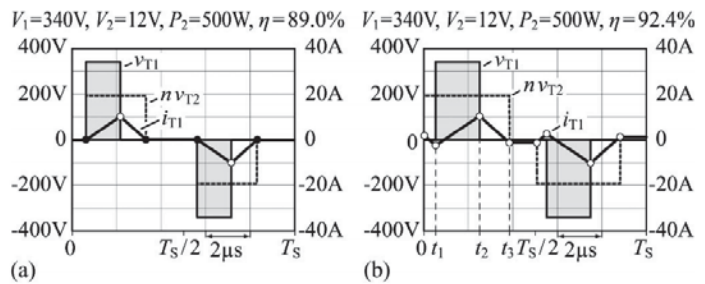 V₁=340V, V₂=12V, P₂=500W, η=89.0%
400V
200V
0
-200V
-400V
40A
20A
0
-20A
-40A
vT1
n vT2
iT1
0
TS/2
2μs
TS
(a)
V₁=340V, V₂=12V, P₂=500W, η=92.4%
400V
200V
0
-200V
-400V
40A
20A
0
-20A
-40A
vT1
n vT2
iT1
0 t₁ t₂ t₃ TS/2 2μs TS
(b)